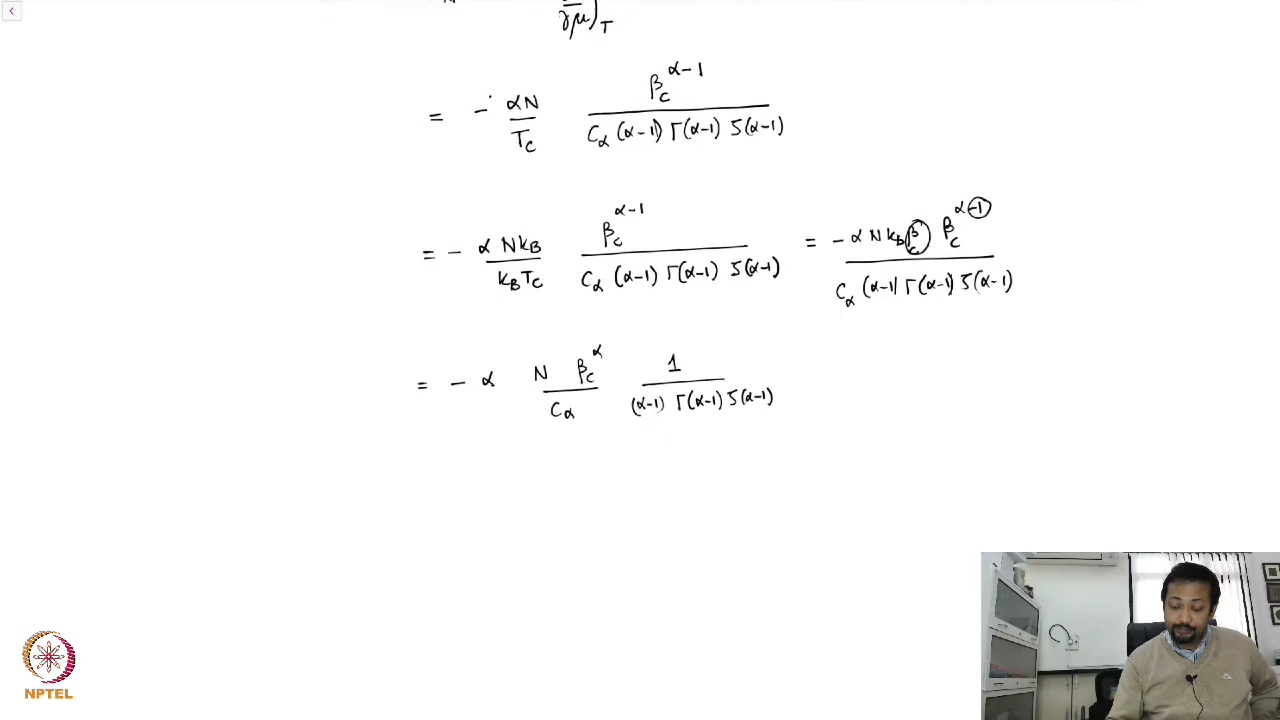 ∂μ)_T
= - αN/T_C β_C^{α-1}/(C_α (α-1) Γ(α-1) ζ(α-1))
= - α N k_B/(k_B T_C) β_C^{α-1}/(C_α (α-1) Γ(α-1) ζ(α-1)) = - α N k_B β_C β_C^{α-1}/(C_α (α-1) Γ(α-1) ζ(α-1))
= - α N β_C^α/C_α 1/((α-1) Γ(α-1) ζ(α-1))
NPTEL